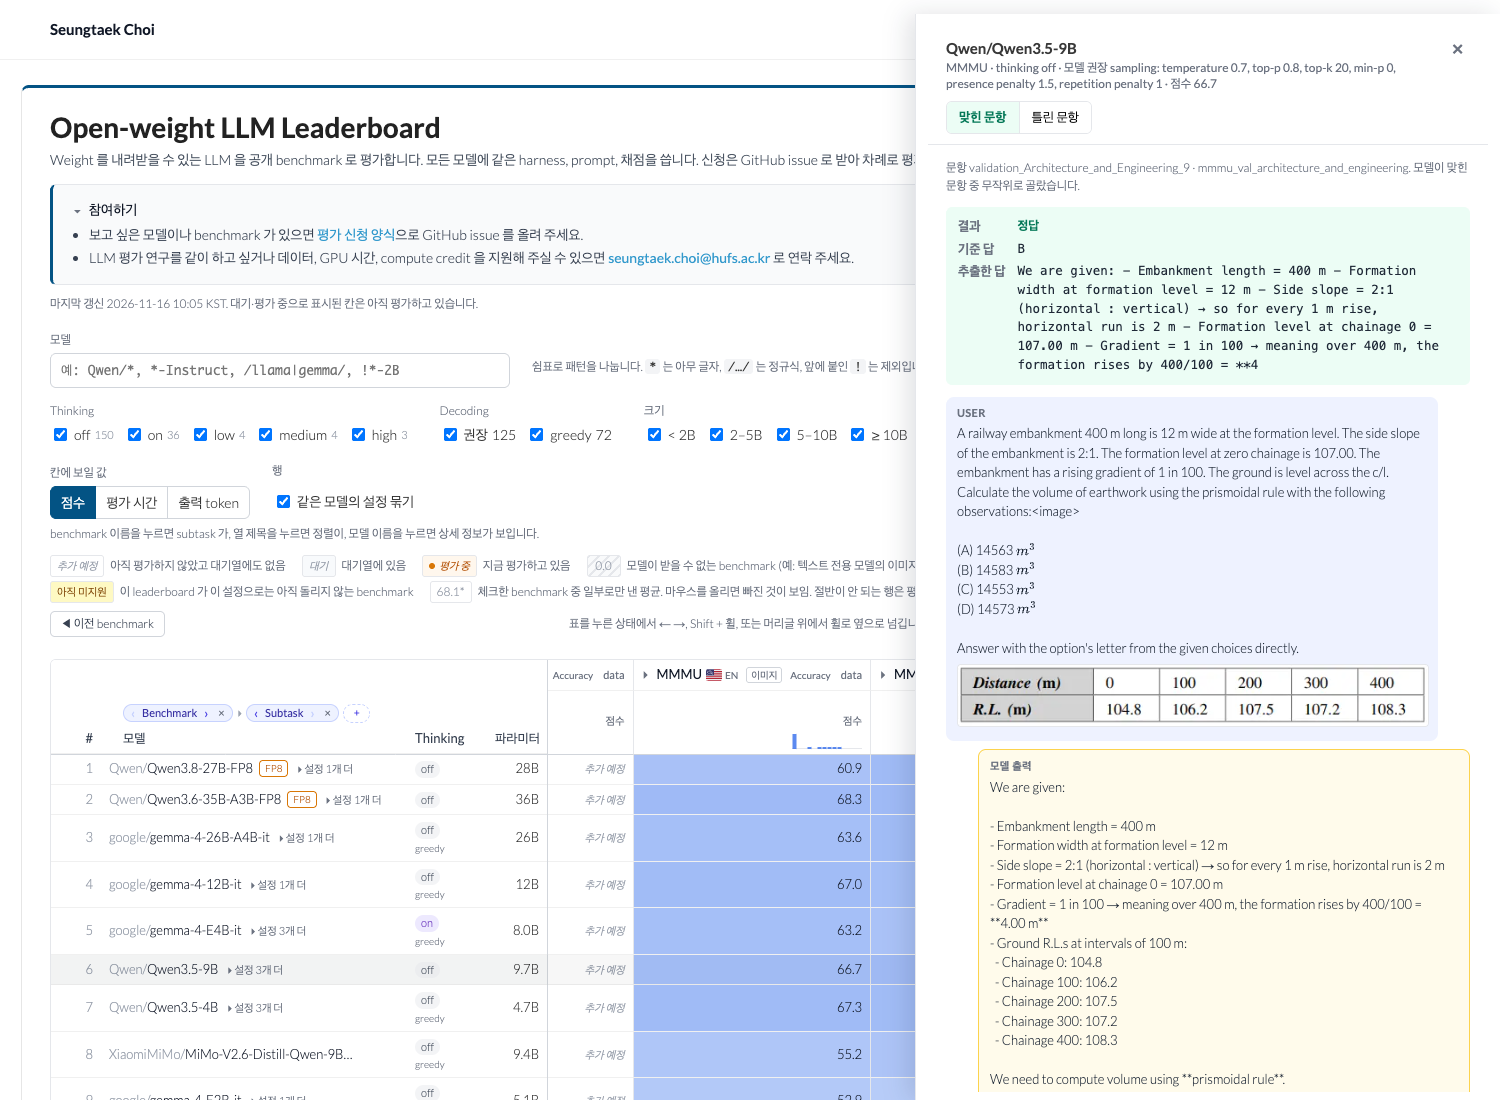 Seungtaek Choi
Open-weight LLM Leaderboard
Weight 를 내려받을 수 있는 LLM 을 공개 benchmark 로 평가합니다. 모든 모델에 같은 harness, prompt, 채점을 씁니다. 신청은 GitHub issue 로 받아 차례로 평
참여하기
보고 싶은 모델이나 benchmark 가 있으면 평가 신청 양식으로 GitHub issue 를 올려 주세요.
LLM 평가 연구를 같이 하고 싶거나 데이터, GPU 시간, compute credit 을 지원해 주실 수 있으면 seungtaek.choi@hufs.ac.kr 로 연락 주세요.
마지막 갱신 2026-11-16 10:05 KST. 대기·평가 중으로 표시된 칸은 아직 평가하고 있습니다.
모델
예: Qwen/*, *-Instruct, /llama|gemma/, !*-2B
쉼표로 패턴을 나눕니다. * 는 아무 글자, /…/ 는 정규식, 앞에 붙인 ! 는 제외입니
Thinking
off 150 on 36 low 4 medium 4 high 3
Decoding
권장 125 greedy 72
크기
< 2B 2–5B 5–10B ≥ 10B
칸에 보일 값
점수 평가 시간 출력 token
행
같은 모델의 설정 묶기
benchmark 이름을 누르면 subtask 가, 열 제목을 누르면 정렬이, 모델 이름을 누르면 상세 정보가 보입니다.
추가 예정 아직 평가하지 않았고 대기열에도 없음 대기 대기열에 있음 평가 중 지금 평가하고 있음 0.0 모델이 받을 수 없는 benchmark (예: 텍스트 전용 모델의 이미지
아직 미지원 이 leaderboard 가 이 설정으로는 아직 돌리지 않는 benchmark 68.1* 체크한 benchmark 중 일부로만 낸 평균. 마우스를 올리면 빠진 것이 보임. 절반이 안 되는 행은 평
◀ 이전 benchmark
표를 누른 상태에서 ←→, Shift + 휠, 또는 머리글 위에서 휠로 옆으로 넘깁니
Accuracy data MMMU EN 이미지 Accuracy data MM
‹ Benchmark › × ‹ Subtask › × +
점수 점수
# 모델 Thinking 파라미터
1 Qwen/Qwen3.8-27B-FP8 FP8 설정 1개 더 off 28B 추가 예정 60.9
2 Qwen/Qwen3.6-35B-A3B-FP8 FP8 설정 1개 더 off 36B 추가 예정 68.3
3 google/gemma-4-26B-A4B-it 설정 1개 더 off greedy 26B 추가 예정 63.6
4 google/gemma-4-12B-it 설정 1개 더 off greedy 12B 추가 예정 67.0
5 google/gemma-4-E4B-it 설정 3개 더 on greedy 8.0B 추가 예정 63.2
6 Qwen/Qwen3.5-9B 설정 3개 더 off 9.7B 추가 예정 66.7
7 Qwen/Qwen3.5-4B 설정 3개 더 off greedy 4.7B 추가 예정 67.3
8 XiaomiMiMo/MiMo-V2.6-Distill-Qwen-9B… off greedy 9.4B 추가 예정 55.2
Qwen/Qwen3.5-9B
×
MMMU · thinking off · 모델 권장 sampling: temperature 0.7, top-p 0.8, top-k 20, min-p 0,
presence penalty 1.5, repetition penalty 1 · 점수 66.7
맞힌 문항 틀린 문항
문항 validation_Architecture_and_Engineering_9 · mmmu_val_architecture_and_engineering. 모델이 맞힌
문항 중 무작위로 골랐습니다.
결과 정답
기준 답 B
추출한 답 We are given: – Embankment length = 400 m – Formation
width at formation level = 12 m – Side slope = 2:1
(horizontal : vertical) → so for every 1 m rise,
horizontal run is 2 m – Formation level at chainage 0 =
107.00 m – Gradient = 1 in 100 → meaning over 400 m, the
formation rises by 400/100 = **4
USER
A railway embankment 400 m long is 12 m wide at the formation level. The side slope
of the embankment is 2:1. The formation level at zero chainage is 107.00. The
embankment has a rising gradient of 1 in 100. The ground is level across the c/l.
Calculate the volume of earthwork using the prismoidal rule with the following
observations:<image>
(A) 14563 m³
(B) 14583 m³
(C) 14553 m³
(D) 14573 m³
Answer with the option's letter from the given choices directly.
Distance (m) 0 100 200 300 400
R.L. (m) 104.8 106.2 107.5 107.2 108.3
모델 출력
We are given:
- Embankment length = 400 m
- Formation width at formation level = 12 m
- Side slope = 2:1 (horizontal : vertical) → so for every 1 m rise, horizontal run is 2 m
- Formation level at chainage 0 = 107.00 m
- Gradient = 1 in 100 → meaning over 400 m, the formation rises by 400/100 =
**4.00 m**
- Ground R.L.s at intervals of 100 m:
- Chainage 0: 104.8
- Chainage 100: 106.2
- Chainage 200: 107.5
- Chainage 300: 107.2
- Chainage 400: 108.3
We need to compute volume using **prismoidal rule**.